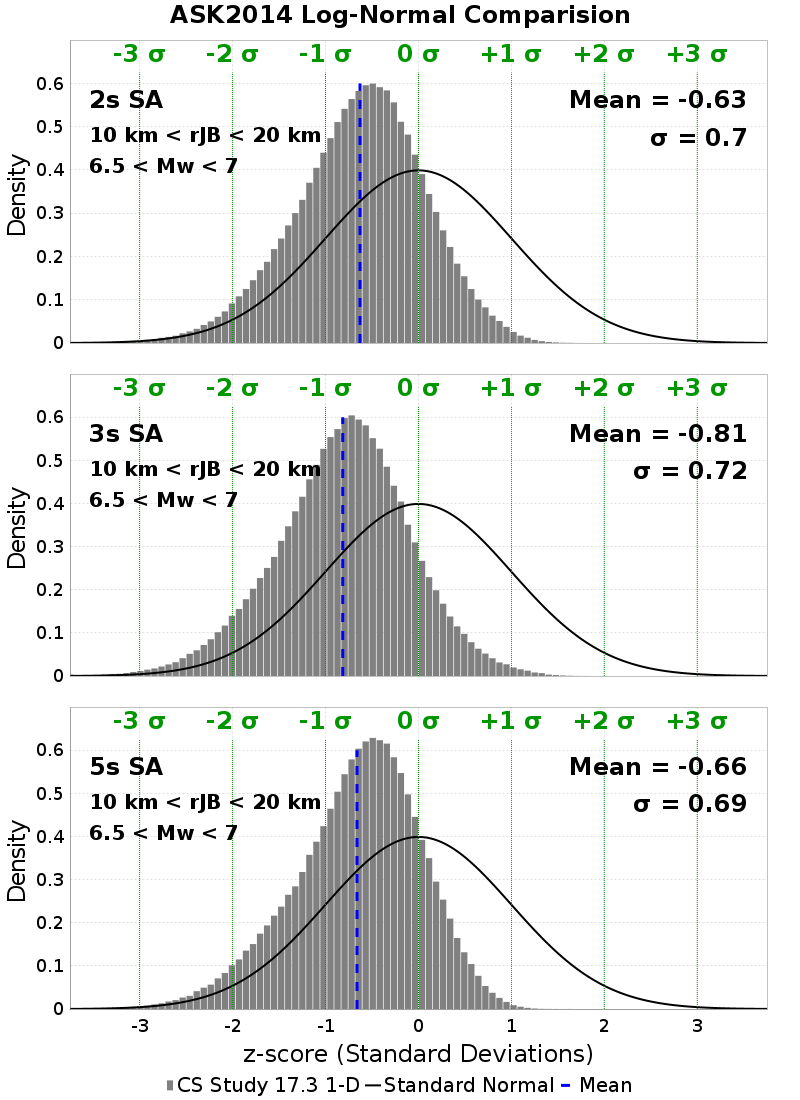 ASK2014 Log-Normal Comparision
-3 σ -2 σ -1 σ 0 σ +1 σ +2 σ +3 σ
0.6
2s SA Mean = -0.63
0.5
10 km < rJB < 20 km σ = 0.7
6.5 < Mw < 7
0.4
0.3
0.2
0.1
0
Density
-3 σ -2 σ -1 σ 0 σ +1 σ +2 σ +3 σ
0.6
3s SA Mean = -0.81
0.5
10 km < rJB < 20 km σ = 0.72
6.5 < Mw < 7
0.4
0.3
0.2
0.1
0
Density
-3 σ -2 σ -1 σ 0 σ +1 σ +2 σ +3 σ
0.6
5s SA Mean = -0.66
0.5
10 km < rJB < 20 km σ = 0.69
6.5 < Mw < 7
0.4
0.3
0.2
0.1
0
Density
-3 -2 -1 0 1 2 3
z-score (Standard Deviations)
CS Study 17.3 1-D Standard Normal Mean